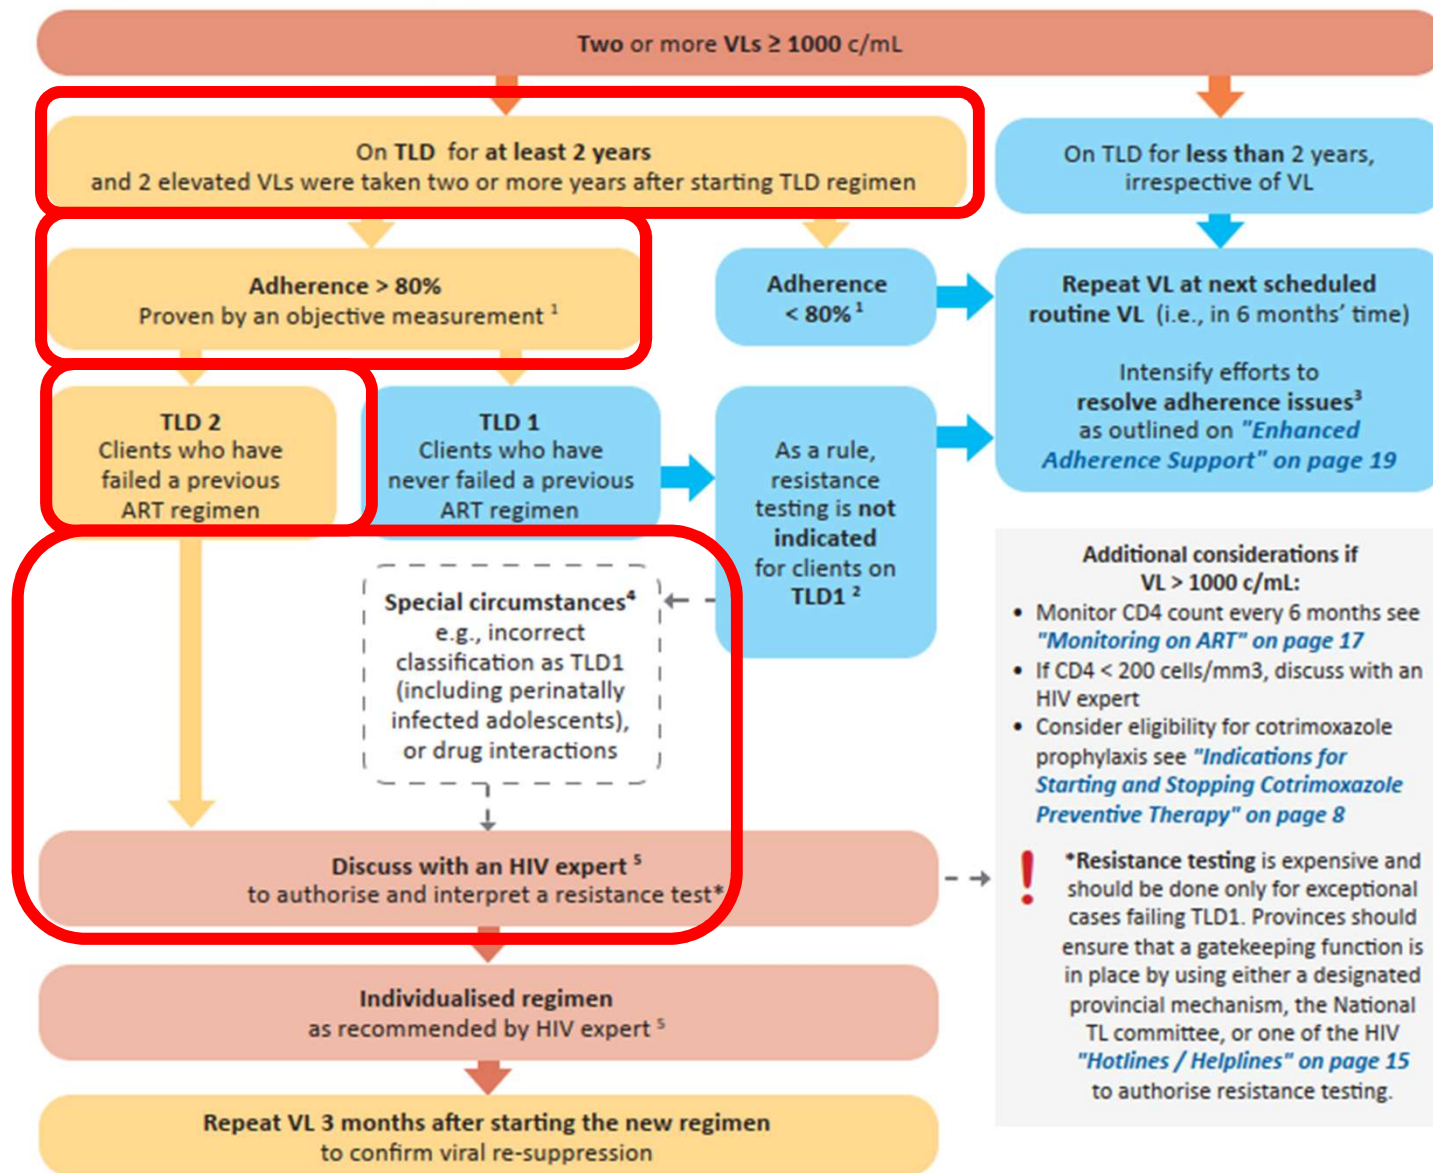 Two or more VLs ≥ 1000 c/mL
On TLD for at least 2 years
and 2 elevated VLs were taken two or more years after starting TLD regimen
On TLD for less than 2 years,
irrespective of VL
Adherence > 80%
Proven by an objective measurement ¹
Adherence
< 80% ¹
Repeat VL at next scheduled
routine VL (i.e., in 6 months' time)
Intensify efforts to
resolve adherence issues³
as outlined on "Enhanced
Adherence Support" on page 19
TLD 2
Clients who have
failed a previous
ART regimen
TLD 1
Clients who have
never failed a previous
ART regimen
As a rule,
resistance
testing is not
indicated
for clients on
TLD1 ²
Special circumstances⁴
e.g., incorrect
classification as TLD1
(including perinatally
infected adolescents),
or drug interactions
Discuss with an HIV expert ⁵
to authorise and interpret a resistance test*
Individualised regimen
as recommended by HIV expert ⁵
Repeat VL 3 months after starting the new regimen
to confirm viral re-suppression
Additional considerations if
VL > 1000 c/mL:
• Monitor CD4 count every 6 months see
"Monitoring on ART" on page 17
• If CD4 < 200 cells/mm3, discuss with an
HIV expert
• Consider eligibility for cotrimoxazole
prophylaxis see "Indications for
Starting and Stopping Cotrimoxazole
Preventive Therapy" on page 8
! *Resistance testing is expensive and
should be done only for exceptional
cases failing TLD1. Provinces should
ensure that a gatekeeping function is
in place by using either a designated
provincial mechanism, the National
TL committee, or one of the HIV
"Hotlines / Helplines" on page 15
to authorise resistance testing.